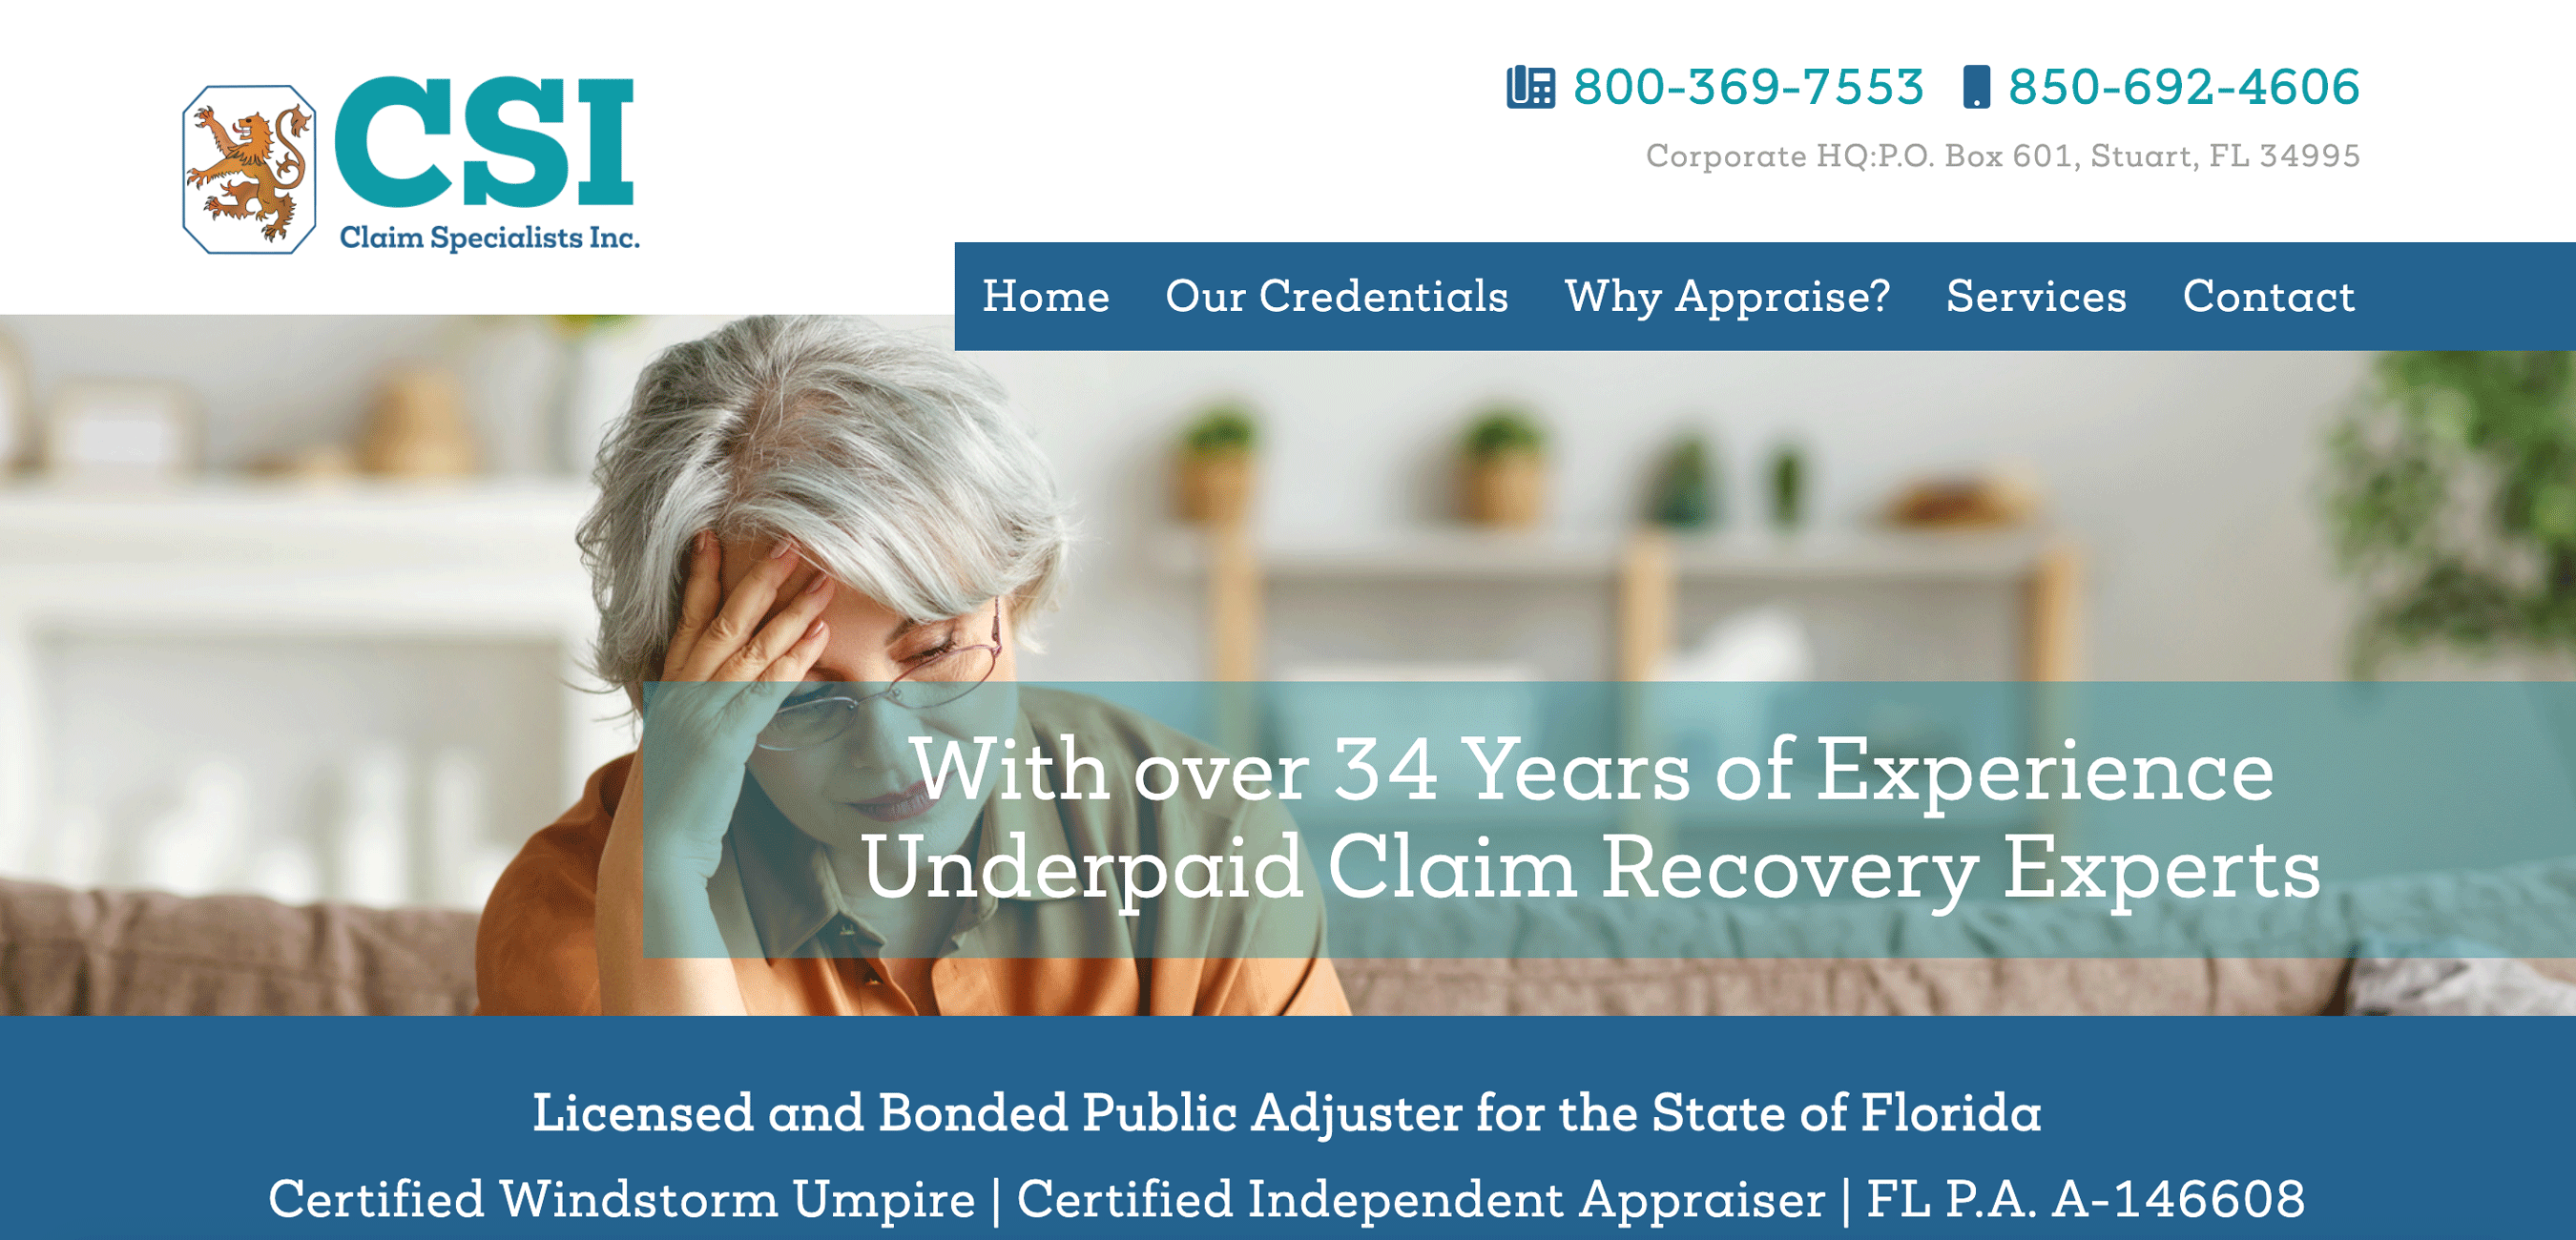 CSI
Claim Specialists Inc.
800-369-7553 850-692-4606
Corporate HQ:P.O. Box 601, Stuart, FL 34995
Home Our Credentials Why Appraise? Services Contact
With over 34 Years of Experience
Underpaid Claim Recovery Experts
Licensed and Bonded Public Adjuster for the State of Florida
Certified Windstorm Umpire | Certified Independent Appraiser | FL P.A. A-146608